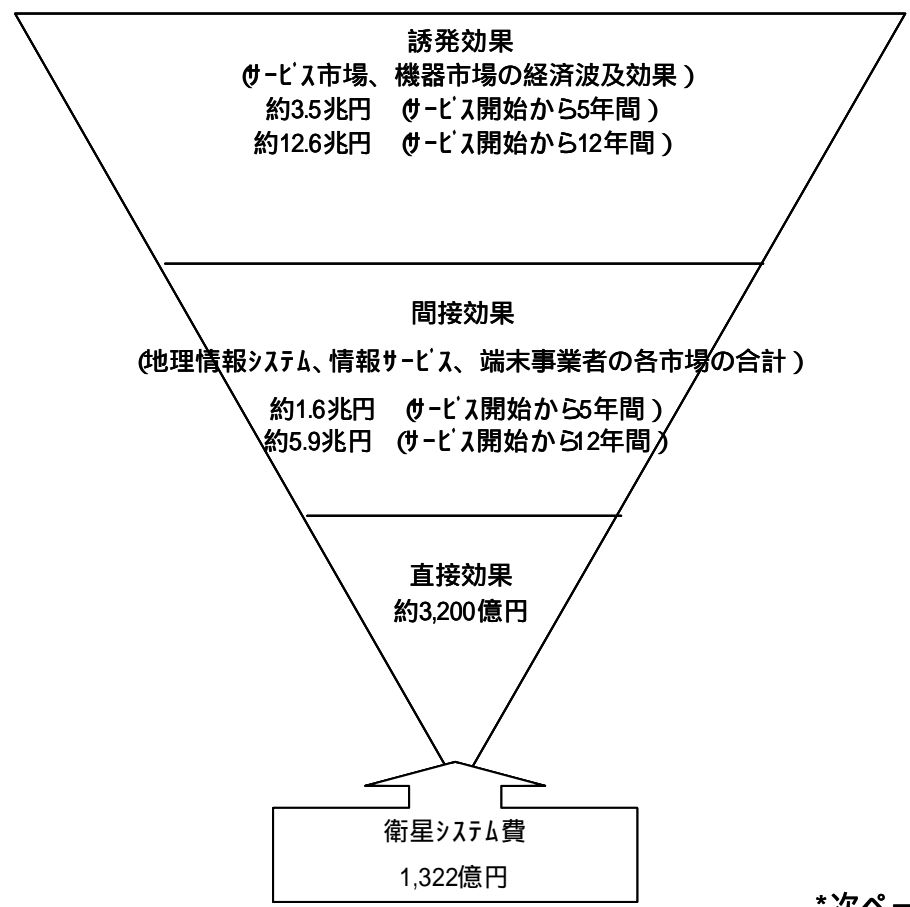 誘発効果
(サービス市場、機器市場の経済波及効果)
約3.5兆円 (サービス開始から5年間)
約12.6兆円 (サービス開始から12年間)
間接効果
(地理情報システム、情報サービス、端末事業者の各市場の合計)
約1.6兆円 (サービス開始から5年間)
約5.9兆円 (サービス開始から12年間)
直接効果
約3,200億円
衛星システム費
1,322億円
*次ペー